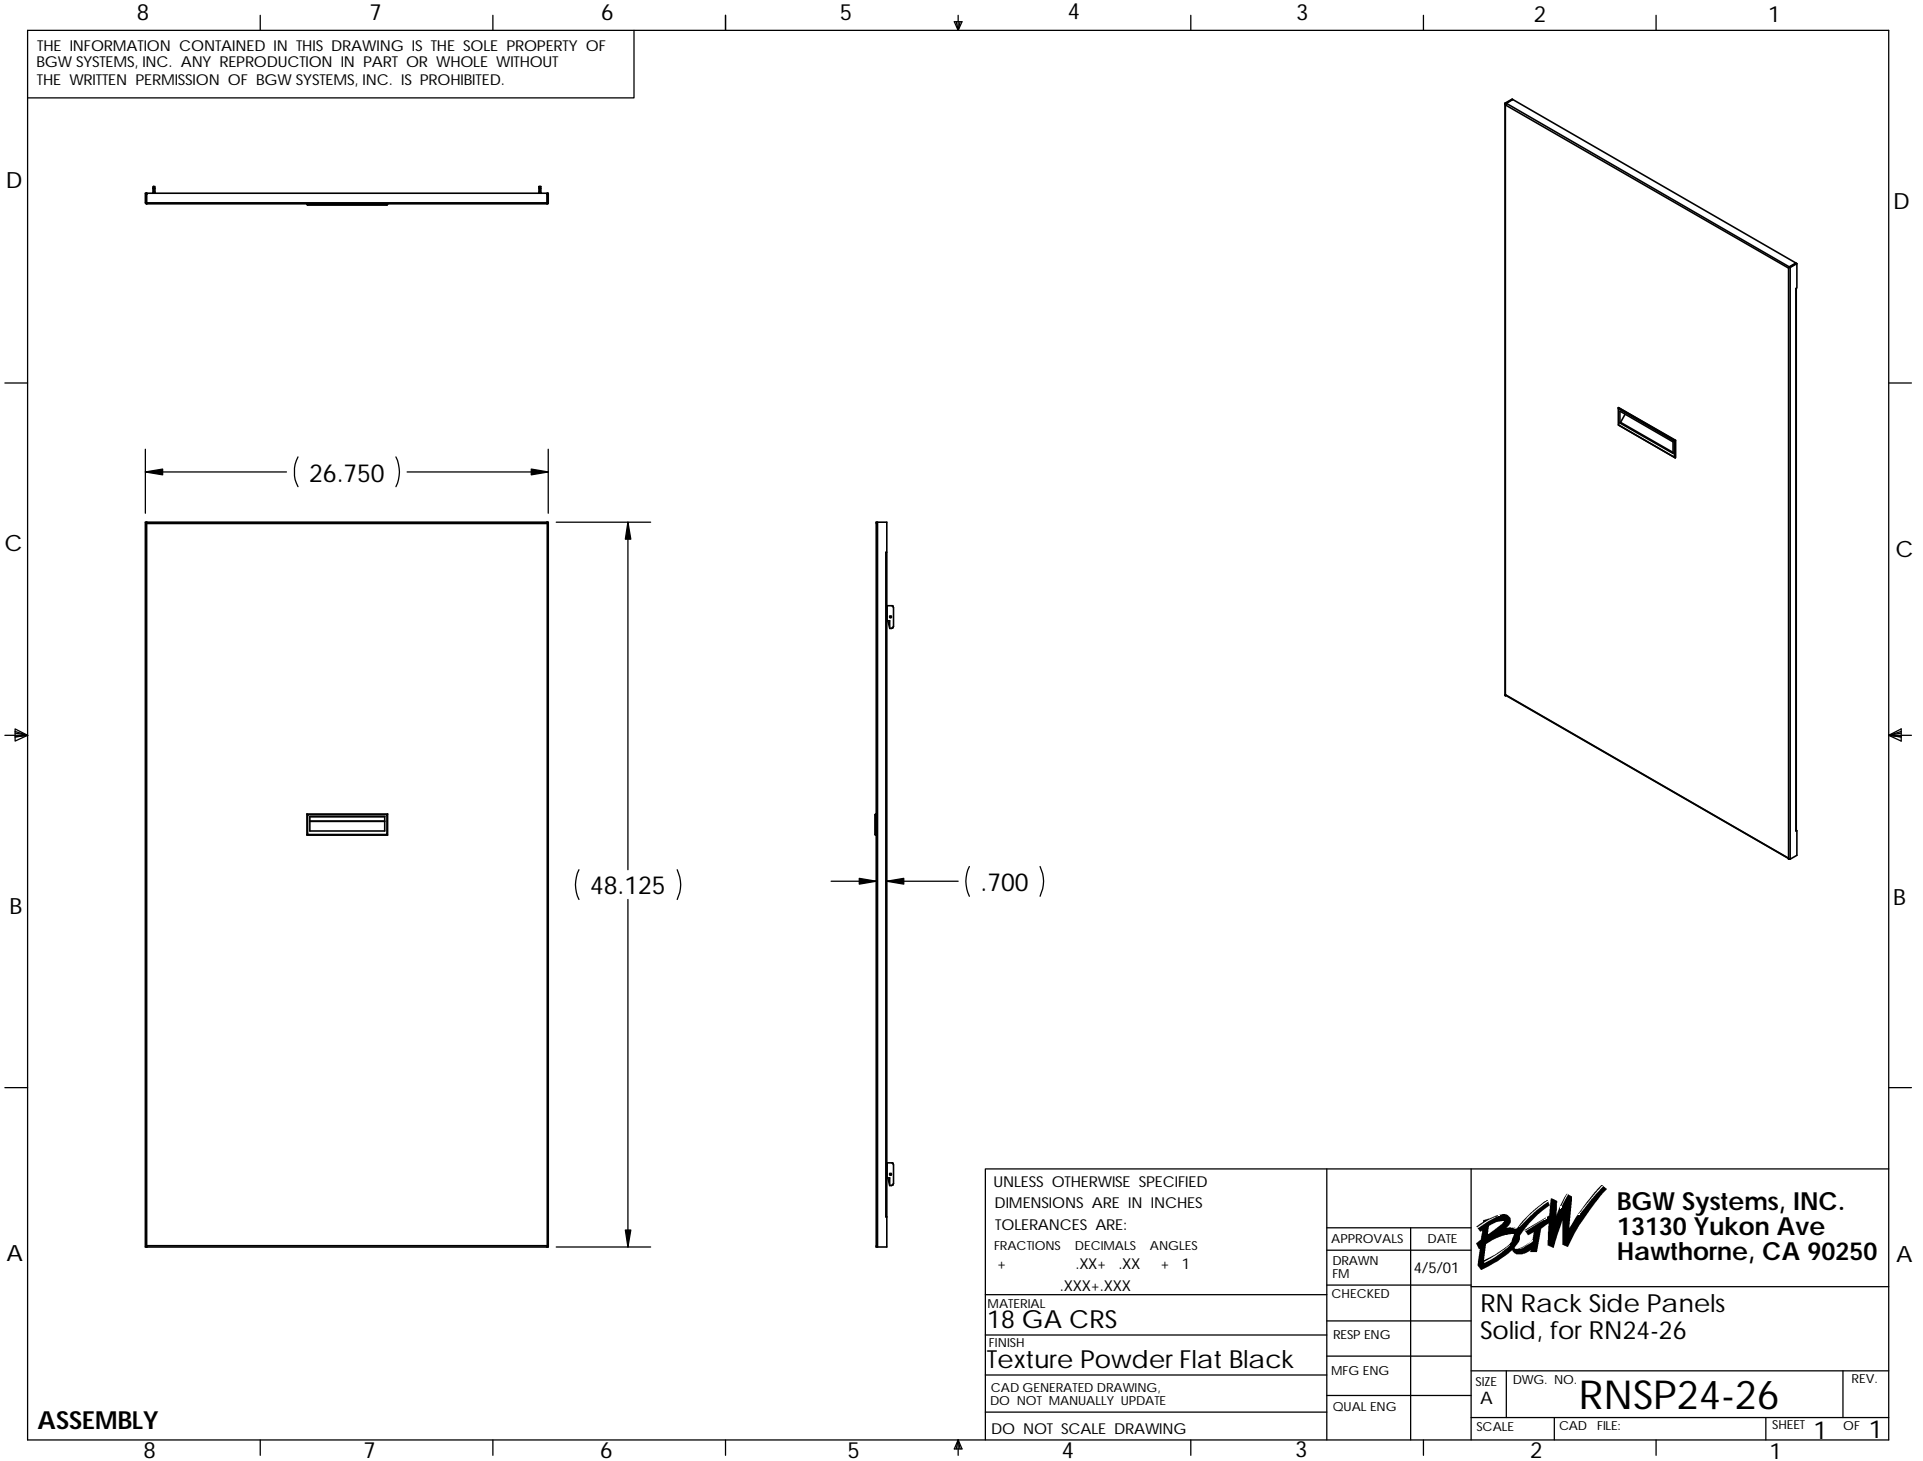 8 7 6 5 4 3 2 1
THE INFORMATION CONTAINED IN THIS DRAWING IS THE SOLE PROPERTY OF
BGW SYSTEMS, INC. ANY REPRODUCTION IN PART OR WHOLE WITHOUT
THE WRITTEN PERMISSION OF BGW SYSTEMS, INC. IS PROHIBITED.
D
D
( 26.750 )
C
C
( 48.125 )
( .700 )
B
B
A
A
UNLESS OTHERWISE SPECIFIED
DIMENSIONS ARE IN INCHES
TOLERANCES ARE:
FRACTIONS DECIMALS ANGLES
+ .XX+ .XX + 1
.XXX+.XXX
MATERIAL
18 GA CRS
FINISH
Texture Powder Flat Black
CAD GENERATED DRAWING,
DO NOT MANUALLY UPDATE
DO NOT SCALE DRAWING
APPROVALS DATE
DRAWN
FM 4/5/01
CHECKED
RESP ENG
MFG ENG
QUAL ENG
BGW
BGW Systems, INC.
13130 Yukon Ave
Hawthorne, CA 90250
RN Rack Side Panels
Solid, for RN24-26
SIZE
A
DWG. NO.
RNSP24-26
REV.
SCALE
CAD FILE:
SHEET 1 OF 1
ASSEMBLY
8 7 6 5 4 3 2 1